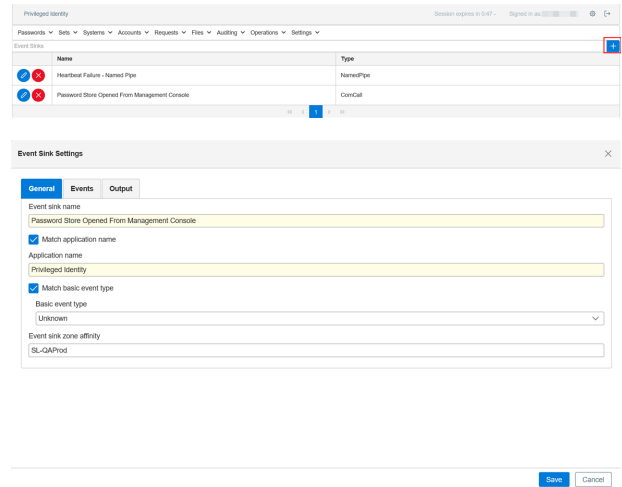 Privileged Identity Session expires in 0:47 - Signed in as
Passwords Sets Systems Accounts Requests Files Auditing Operations Settings
Event Sinks
Name Type
Heartbeat Failure - Named Pipe NamedPipe
Password Store Opened From Management Console ComCall
1
Event Sink Settings
General Events Output
Event sink name
Password Store Opened From Management Console
Match application name
Application name
Privileged Identity
Match basic event type
Basic event type
Unknown
Event sink zone affinity
SL-QAProd
Save Cancel